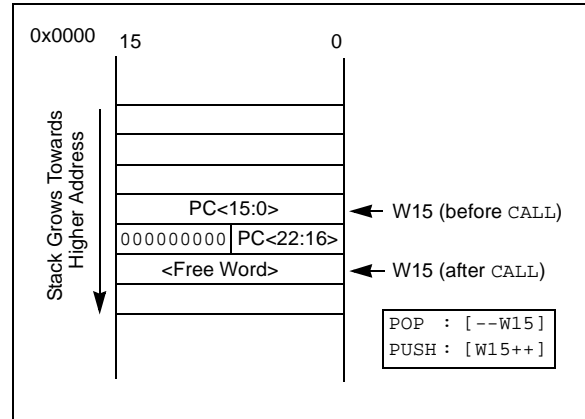 0x0000
15
0
Stack Grows Towards
Higher Address
PC<15:0>
W15 (before CALL)
000000000
PC<22:16>
<Free Word>
W15 (after CALL)
POP : [--W15]
PUSH : [W15++]